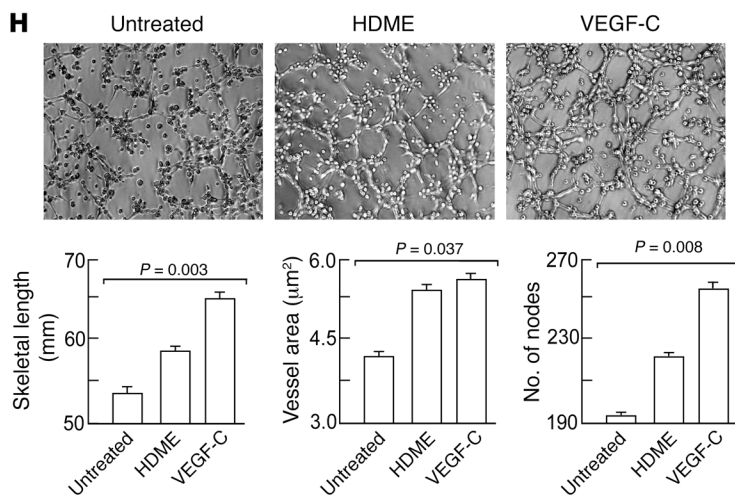 H
Untreated HDME VEGF-C
Skeletal length (mm)
70
60
50
P = 0.003
Untreated
HDME
VEGF-C
Vessel area (μm²)
6.0
4.5
3.0
P = 0.037
Untreated
HDME
VEGF-C
No. of nodes
270
230
190
P = 0.008
Untreated
HDME
VEGF-C